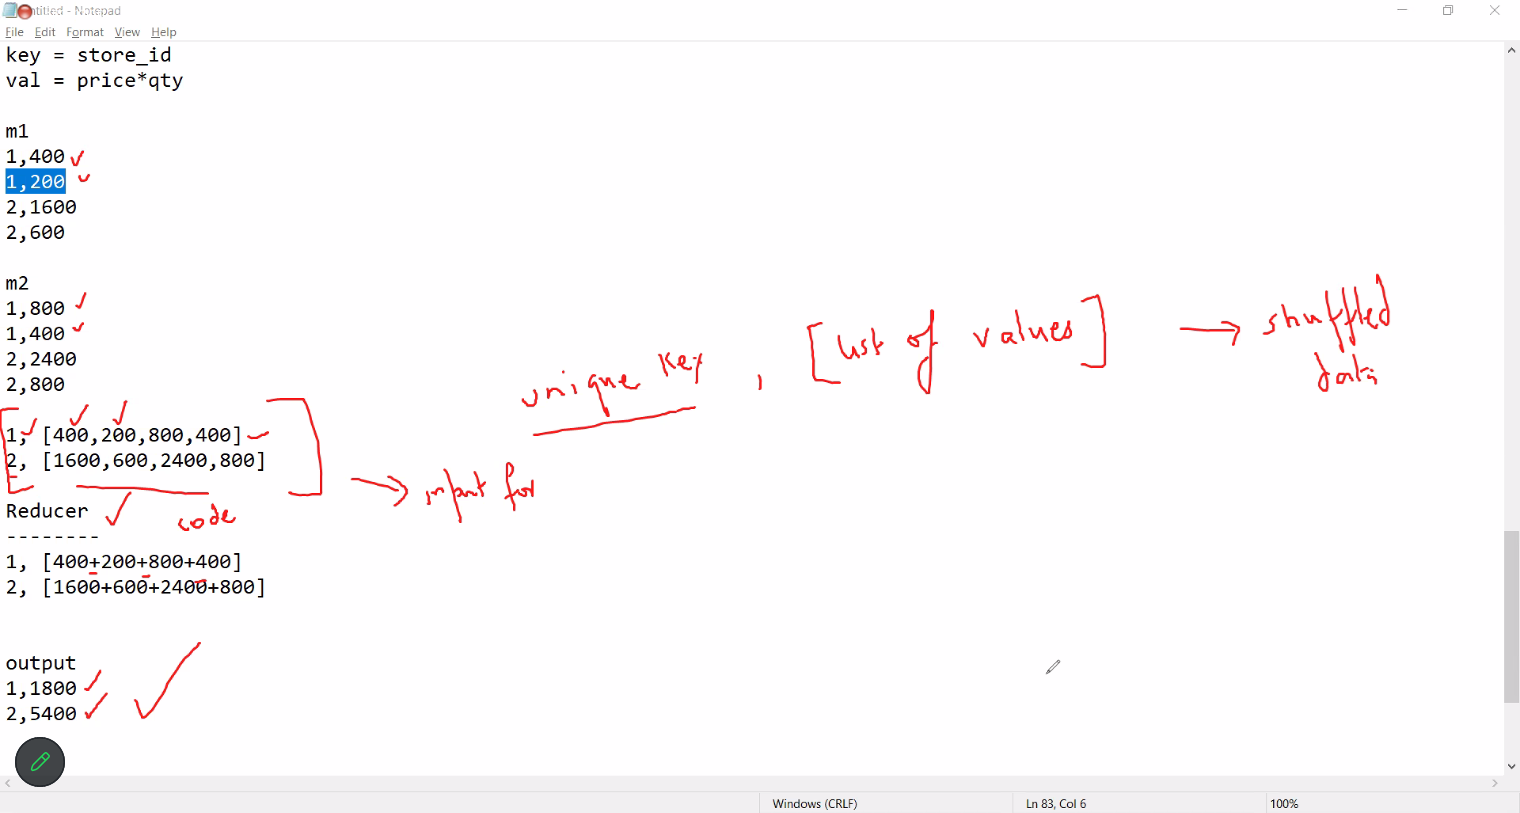 Untitled - Notepad
File Edit Format View Help
key = store_id
val = price*qty
m1
1,400
1,200
2,1600
2,600
m2
1,800
1,400
2,2400
2,800
unique key , [list of values] → shuffled
data
1, [400,200,800,400]
2, [1600,600,2400,800]
→ input for
Reducer
code
--------
1, [400+200+800+400]
2, [1600+600+2400+800]
output
1,1800
2,5400
Windows (CRLF) Ln 83, Col 6 100%